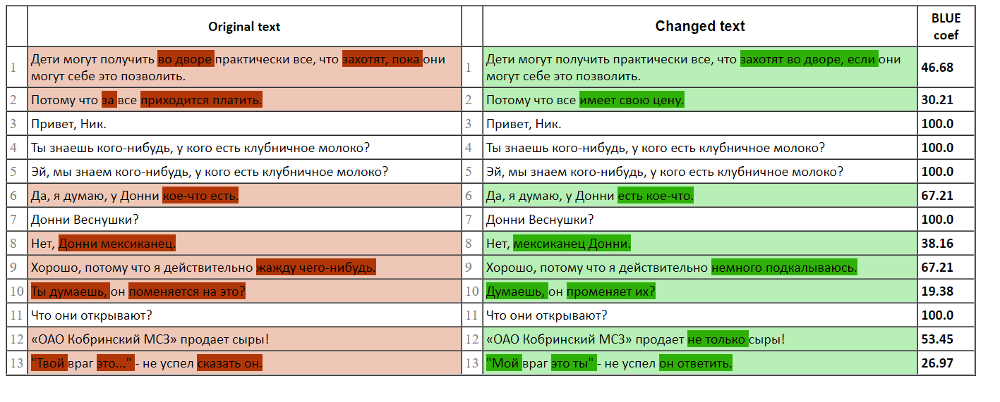 Original text Changed text BLUE
coef
1 Дети могут получить во дворе практически все, что захотят, пока они 1 Дети могут получить практически все, что захотят во дворе, если они 46.68
могут себе это позволить. могут себе это позволить.
2 Потому что за все приходится платить. 2 Потому что все имеет свою цену. 30.21
3 Привет, Ник. 3 Привет, Ник. 100.0
4 Ты знаешь кого-нибудь, у кого есть клубничное молоко? 4 Ты знаешь кого-нибудь, у кого есть клубничное молоко? 100.0
5 Эй, мы знаем кого-нибудь, у кого есть клубничное молоко? 5 Эй, мы знаем кого-нибудь, у кого есть клубничное молоко? 100.0
6 Да, я думаю, у Донни кое-что есть. 6 Да, я думаю, у Донни есть кое-что. 67.21
7 Донни Веснушки? 7 Донни Веснушки? 100.0
8 Нет, Донни мексиканец. 8 Нет, мексиканец Донни. 38.16
9 Хорошо, потому что я действительно жажду чего-нибудь. 9 Хорошо, потому что я действительно немного подкалываюсь. 67.21
10 Ты думаешь, он поменяется на это? 10 Думаешь, он променяет их? 19.38
11 Что они открывают? 11 Что они открывают? 100.0
12 «ОАО Кобринский МСЗ» продает сыры! 12 «ОАО Кобринский МСЗ» продает не только сыры! 53.45
13 "Твой враг это..." - не успел сказать он. 13 "Мой враг это ты" - не успел он ответить. 26.97